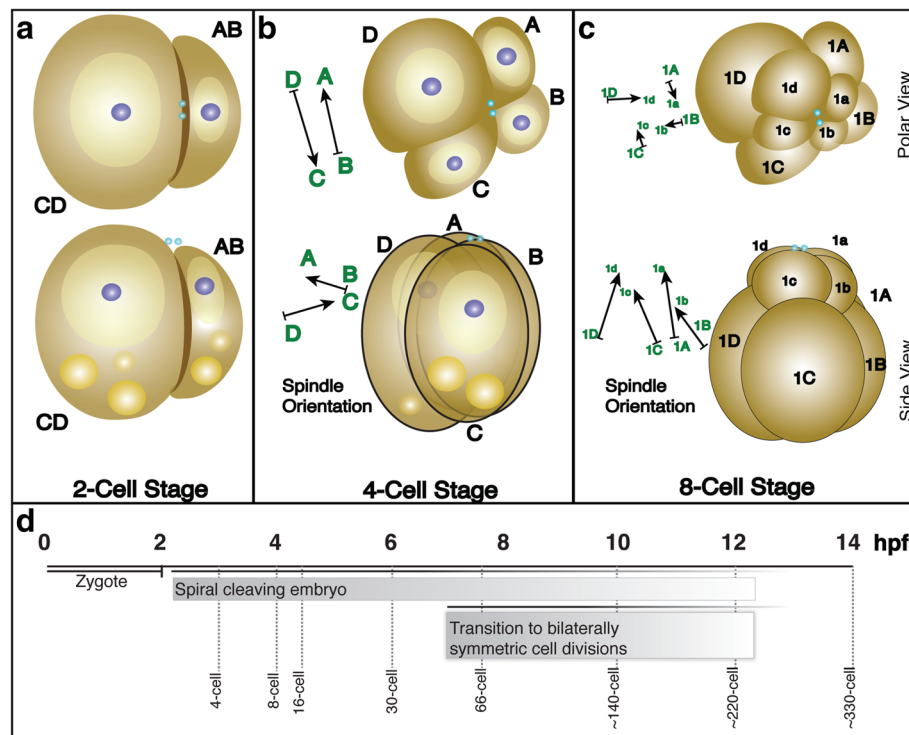 a
AB
CD
AB
CD
2-Cell Stage
b
D
A
B
C
D A
C B
A
D
B
C
A
B
C
D
Spindle
Orientation
4-Cell Stage
c
1A
1D
1d
1a
1B
1c
1b
1C
1A
1D
1d
1a
1c
1b
1B
1C
Polar View
1d
1a
1c
1b
1A
1D
1C
1B
1d
1a
1c
1b
1B
1D
1C
1A
Spindle
Orientation
Side View
8-Cell Stage
d
0 2 4 6 8 10 12 14 hpf
Zygote
Spiral cleaving embryo
Transition to bilaterally
symmetric cell divisions
4-cell
8-cell
16-cell
30-cell
66-cell
~140-cell
~220-cell
~330-cell